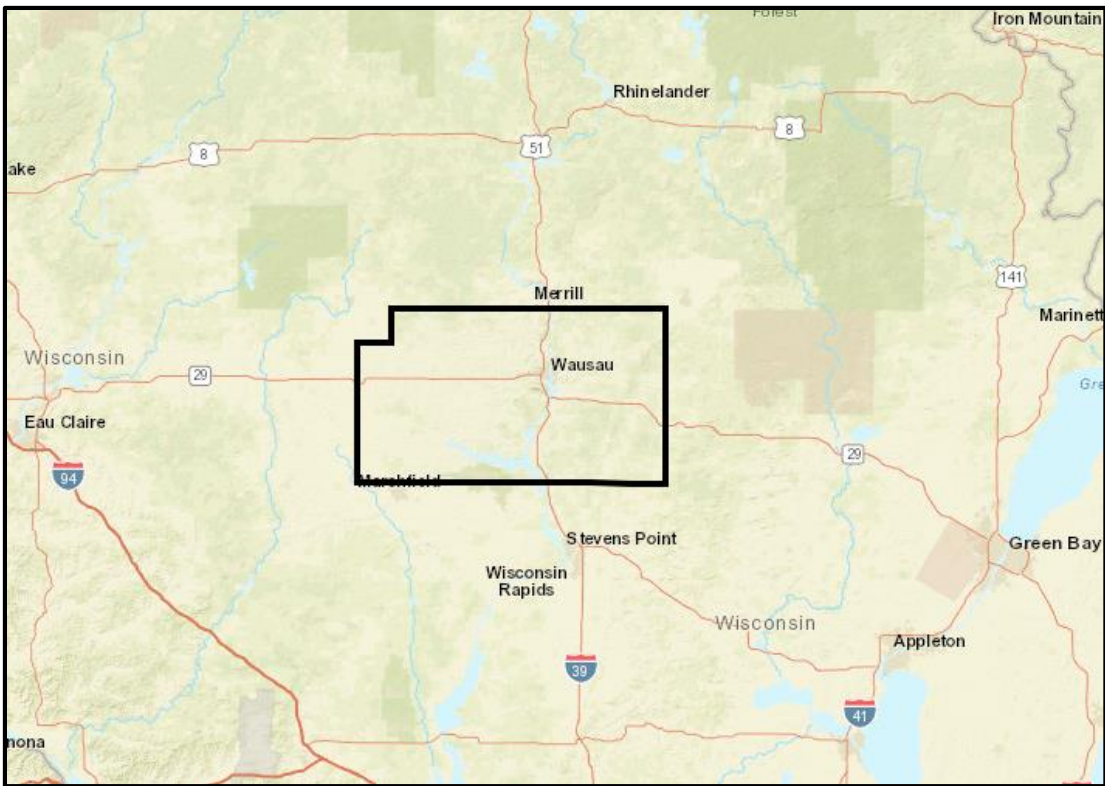 Forest
Iron Mountain
Rhinelander
8
51
8
ake
141
Merrill
Marinett
Wisconsin
29
Wausau
Gre
Eau Claire
94
Marshfield
29
Stevens Point
Green Bay
Wisconsin
Rapids
Wisconsin
Appleton
39
41
nona